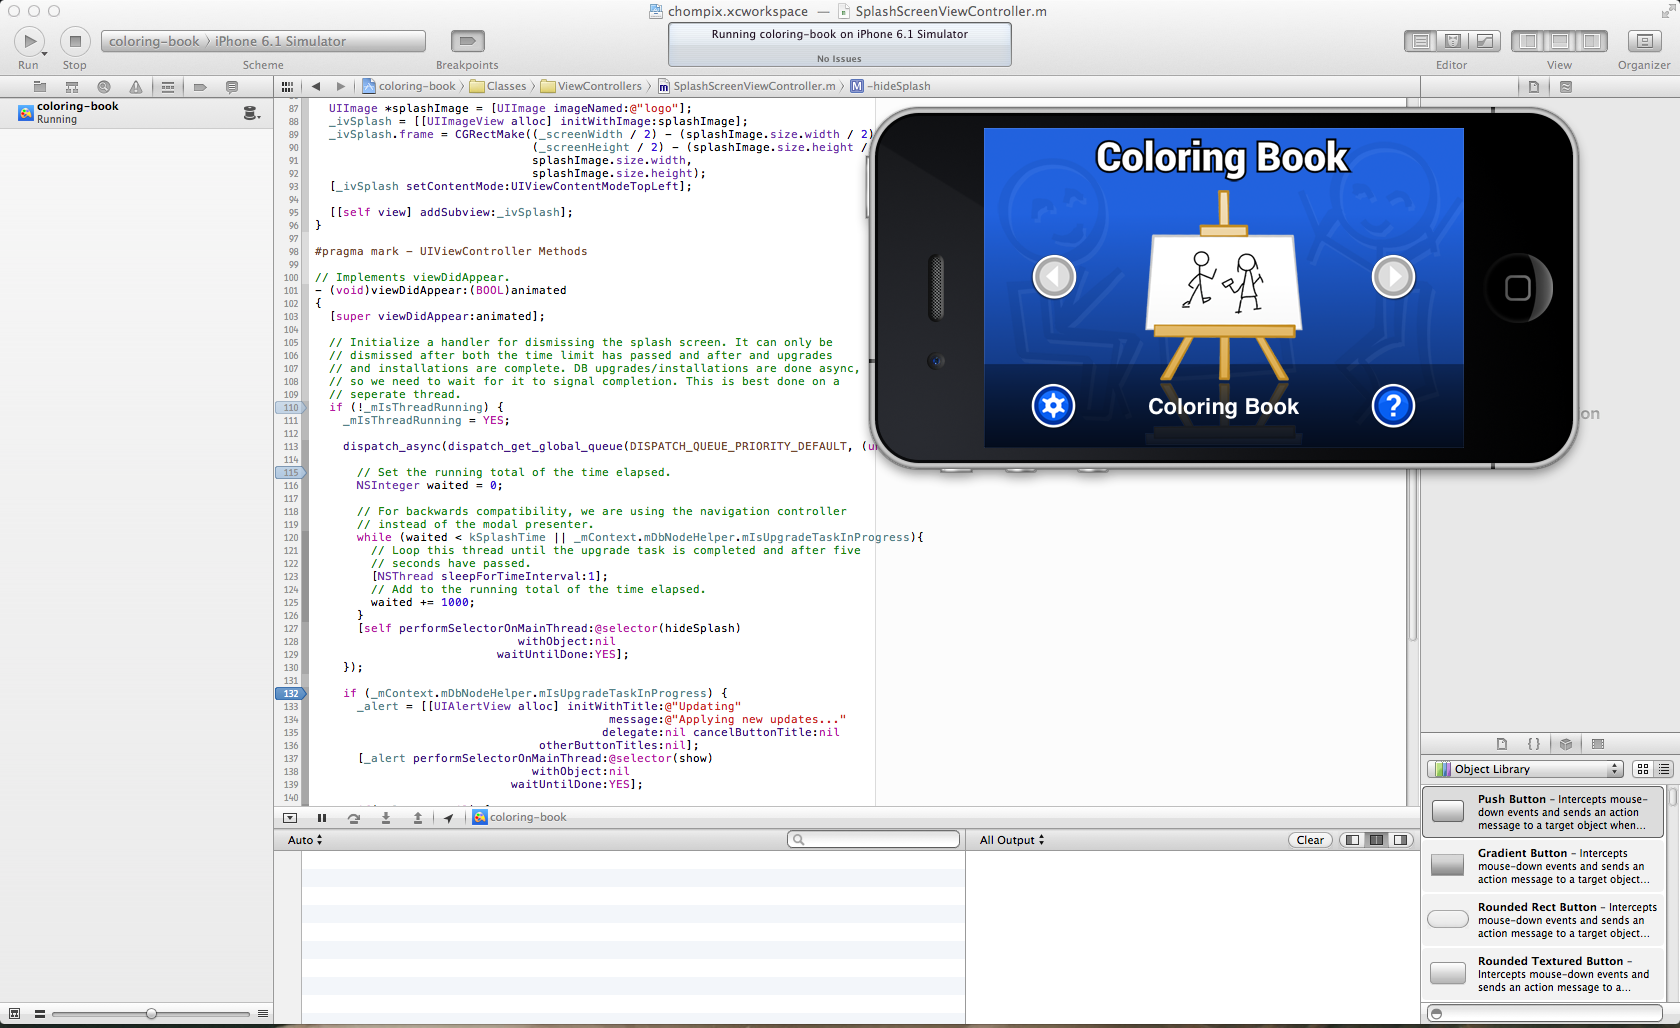 chompix.xcworkspace — SplashScreenViewController.m
coloring-book 〉 iPhone 6.1 Simulator
Running coloring-book on iPhone 6.1 Simulator
No Issues
Run Stop Scheme Breakpoints Editor View Organizer
coloring-book 〉 Classes 〉 ViewControllers 〉 SplashScreenViewController.m 〉 M -hideSplash
coloring-book
Running
87 UIImage *splashImage = [UIImage imageNamed:@"logo"];
88 _ivSplash = [[UIImageView alloc] initWithImage:splashImage];
89 _ivSplash.frame = CGRectMake((_screenWidth / 2) - (splashImage.size.width / 2)
90 (_screenHeight / 2) - (splashImage.size.height /
91 splashImage.size.width,
92 splashImage.size.height);
93 [_ivSplash setContentMode:UIViewContentModeTopLeft];
94
95 [[self view] addSubview:_ivSplash];
96 }
97
98 #pragma mark - UIViewController Methods
99
100 // Implements viewDidAppear.
101 - (void)viewDidAppear:(BOOL)animated
102 {
103 [super viewDidAppear:animated];
104
105 // Initialize a handler for dismissing the splash screen. It can only be
106 // dismissed after both the time limit has passed and after and upgrades
107 // and installations are complete. DB upgrades/installations are done async,
108 // so we need to wait for it to signal completion. This is best done on a
109 // seperate thread.
110 if (!_mIsThreadRunning) {
111 _mIsThreadRunning = YES;
112
113 dispatch_async(dispatch_get_global_queue(DISPATCH_QUEUE_PRIORITY_DEFAULT, (u
114
115 // Set the running total of the time elapsed.
116 NSInteger waited = 0;
117
118 // For backwards compatibility, we are using the navigation controller
119 // instead of the modal presenter.
120 while (waited < kSplashTime || _mContext.mDbNodeHelper.mIsUpgradeTaskInProgress){
121 // Loop this thread until the upgrade task is completed and after five
122 // seconds have passed.
123 [NSThread sleepForTimeInterval:1];
124 // Add to the running total of the time elapsed.
125 waited += 1000;
126 }
127 [self performSelectorOnMainThread:@selector(hideSplash)
128 withObject:nil
129 waitUntilDone:YES];
130 });
131
132 if (_mContext.mDbNodeHelper.mIsUpgradeTaskInProgress) {
133 _alert = [[UIAlertView alloc] initWithTitle:@"Updating"
134 message:@"Applying new updates..."
135 delegate:nil cancelButtonTitle:nil
136 otherButtonTitles:nil];
137 [_alert performSelectorOnMainThread:@selector(show)
138 withObject:nil
139 waitUntilDone:YES];
140
Coloring Book
Coloring Book
?
on
coloring-book
Auto
All Output
Clear
{ }
Object Library
Push Button - Intercepts mouse-
down events and sends an action
message to a target object when...
Gradient Button - Intercepts
mouse-down events and sends an
action message to a target object...
Rounded Rect Button - Intercepts
mouse-down events and sends an
action message to a target object...
Rounded Textured Button -
Intercepts mouse-down events and
sends an action message to a...